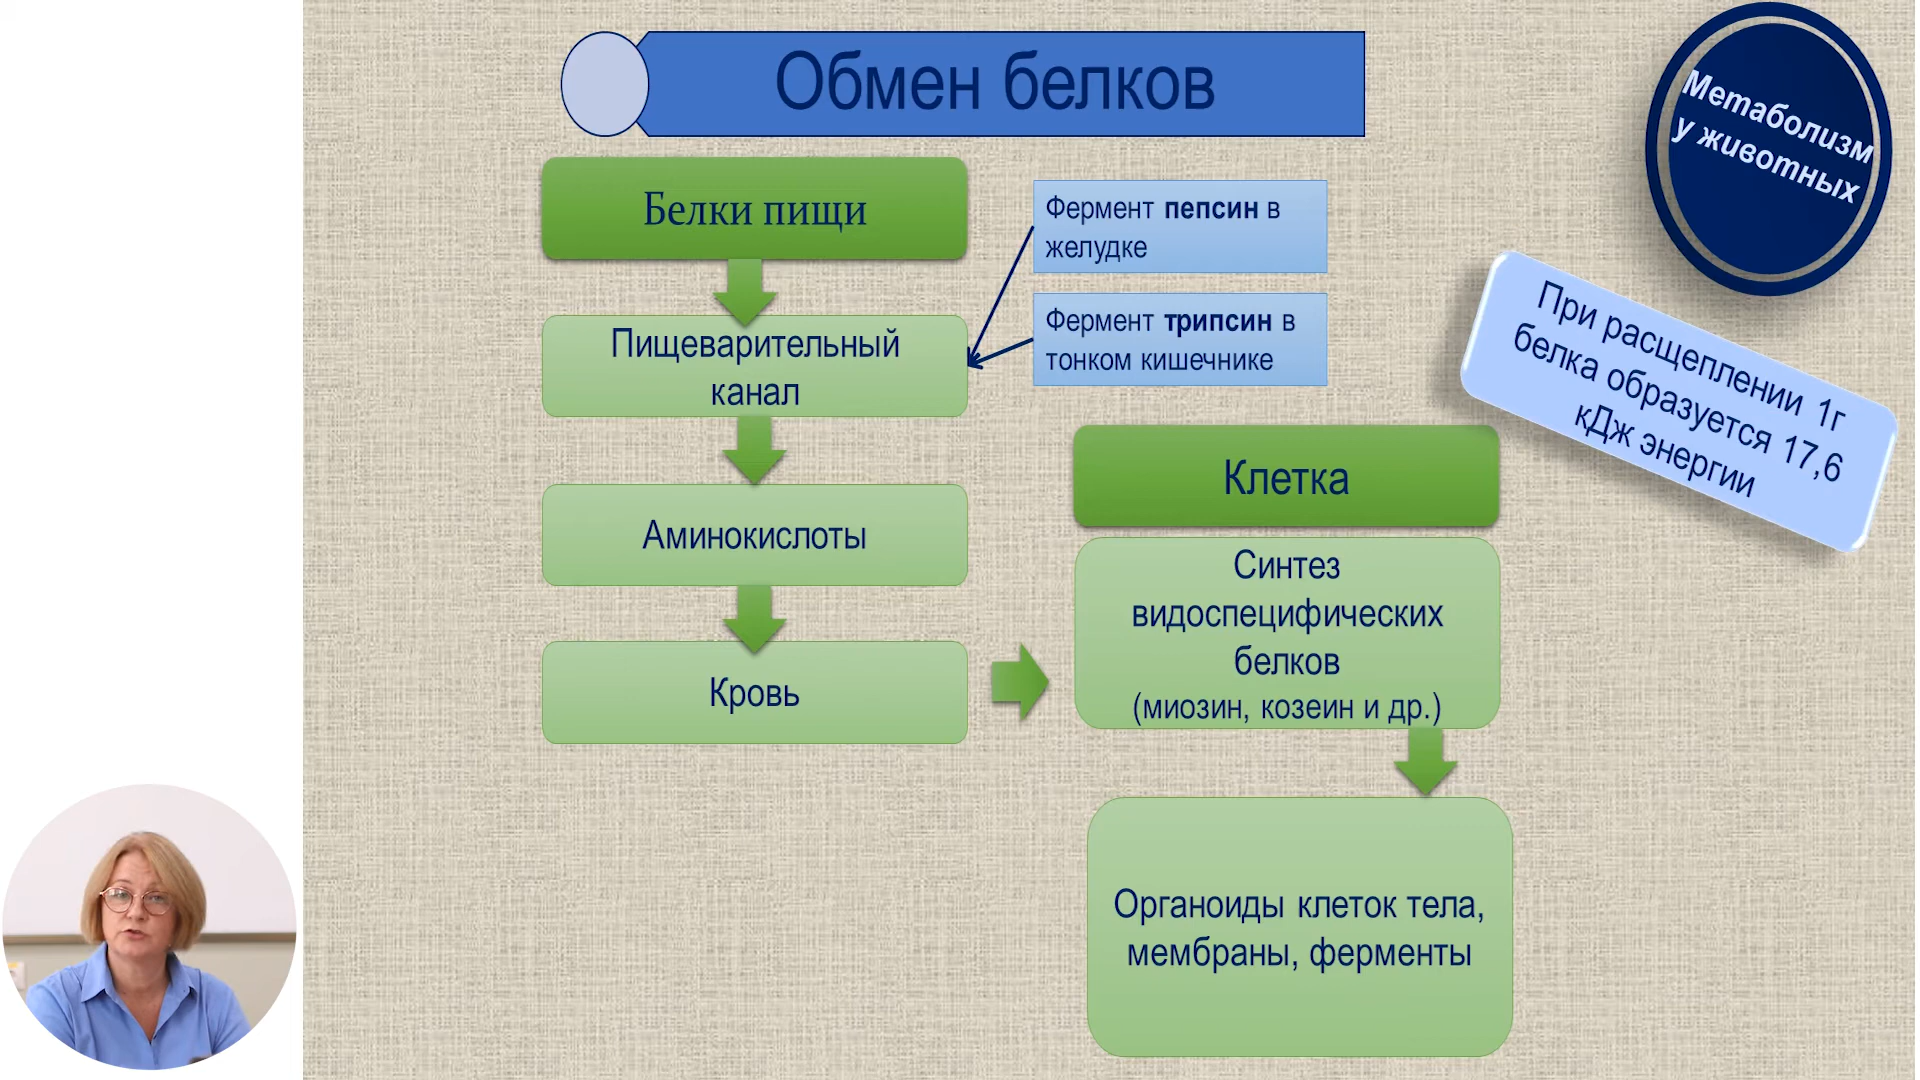 Обмен белков
Метаболизм
у животных
Белки пищи
Фермент пепсин в
желудке
Фермент трипсин в
тонком кишечнике
Пищеварительный
канал
При расщеплении 1г
белка образуется 17,6
кДж энергии
Аминокислоты
Кровь
Клетка
Синтез
видоспецифических
белков
(миозин, козеин и др.)
Органоиды клеток тела,
мембраны, ферменты